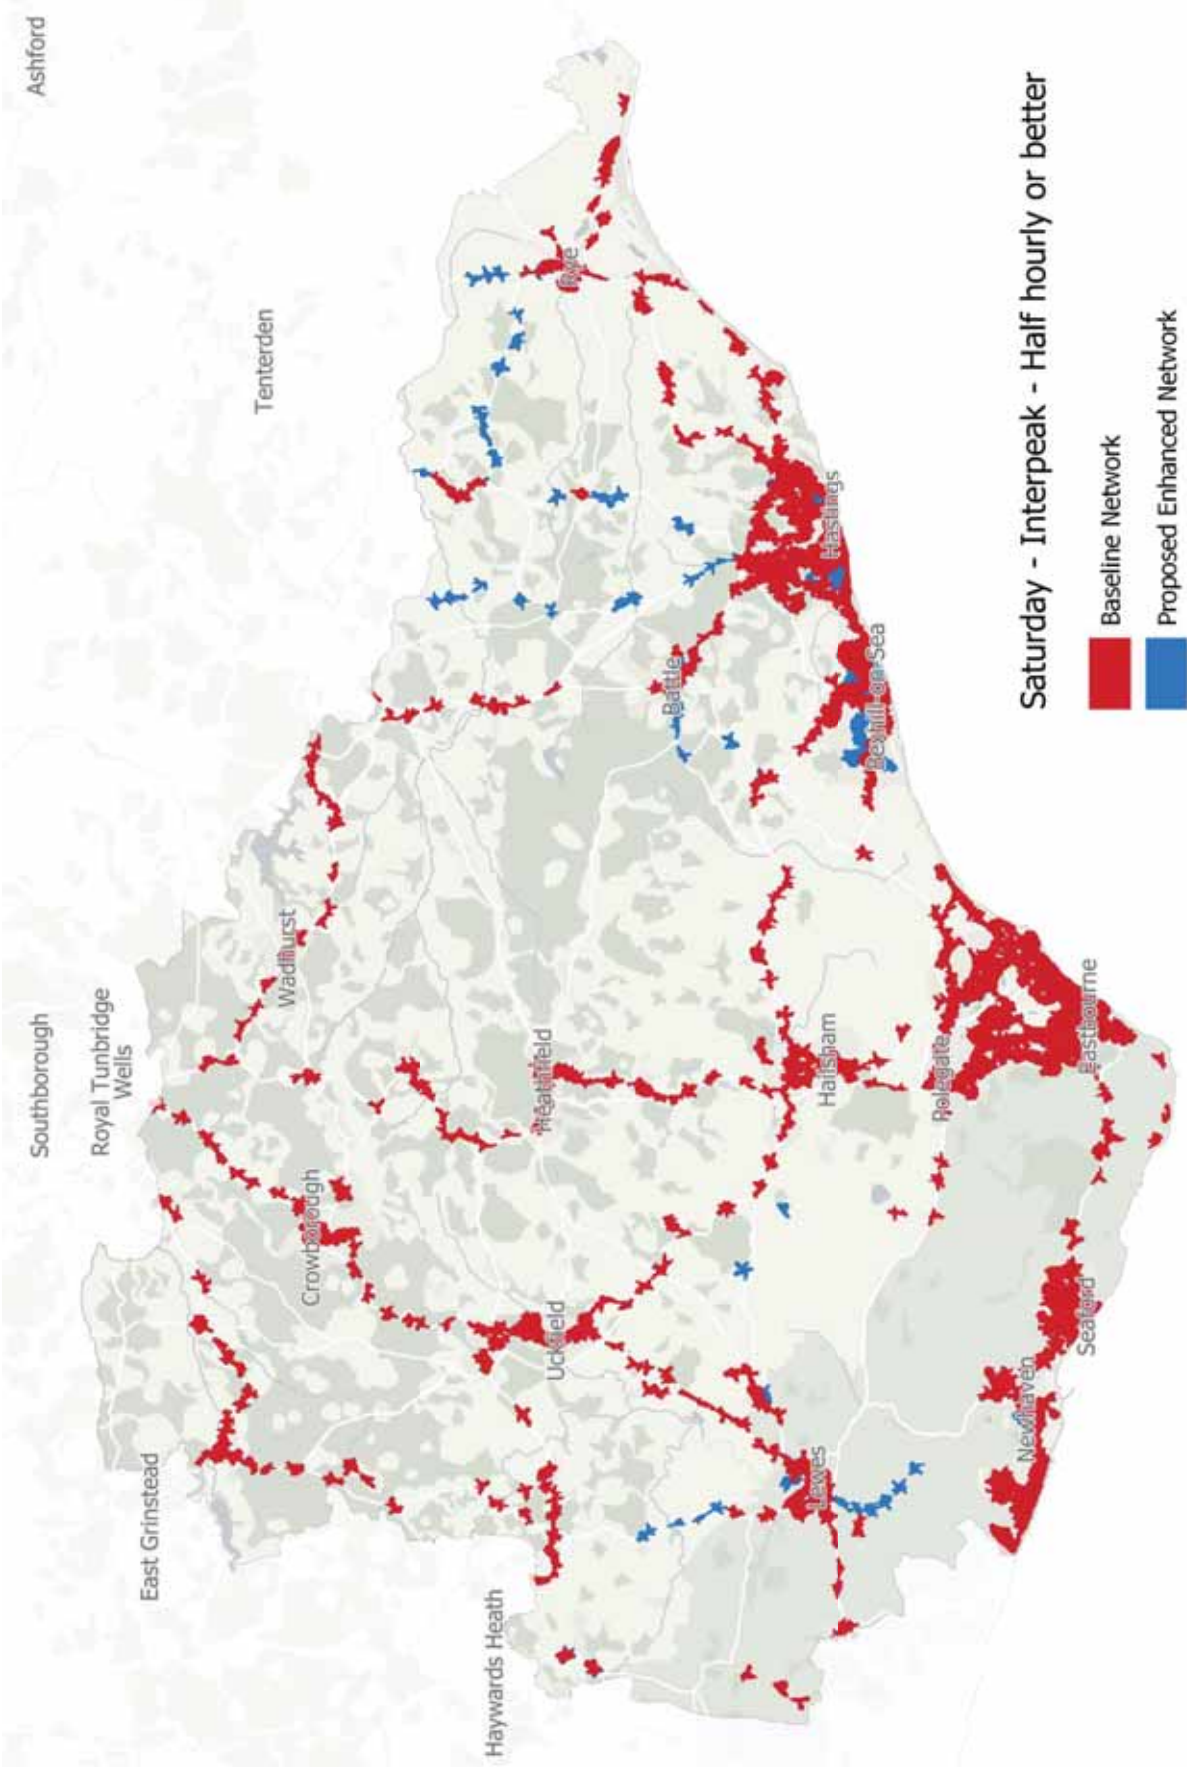 Ashford
Tenterden
Southborough
Royal Tunbridge
Wells
East Grinstead
Haywards Heath
Wadhurst
Crowborough
Rye
Heathfield
Uckfield
Battle
Hastings
Bexhill-on-Sea
Hailsham
Polegate
Eastbourne
Lewes
Newhaven
Seaford
Saturday - Interpeak - Half hourly or better
Baseline Network
Proposed Enhanced Network